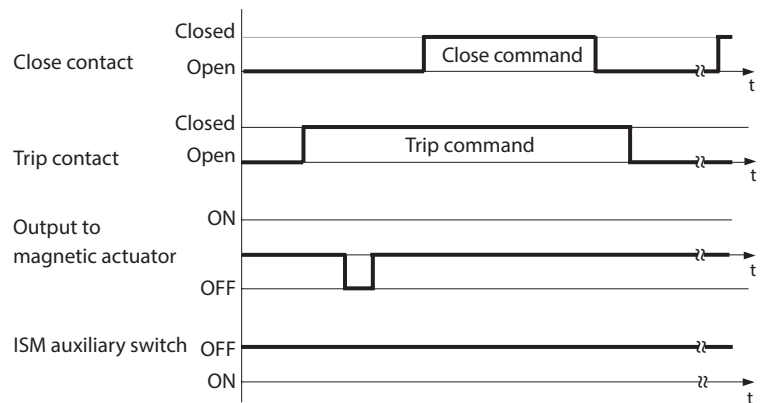 Closed
Close contact
Open
Close command
t
Closed
Trip contact
Open
Trip command
t
ON
Output to
magnetic actuator
t
OFF
ISM auxiliary switch OFF
ON
t